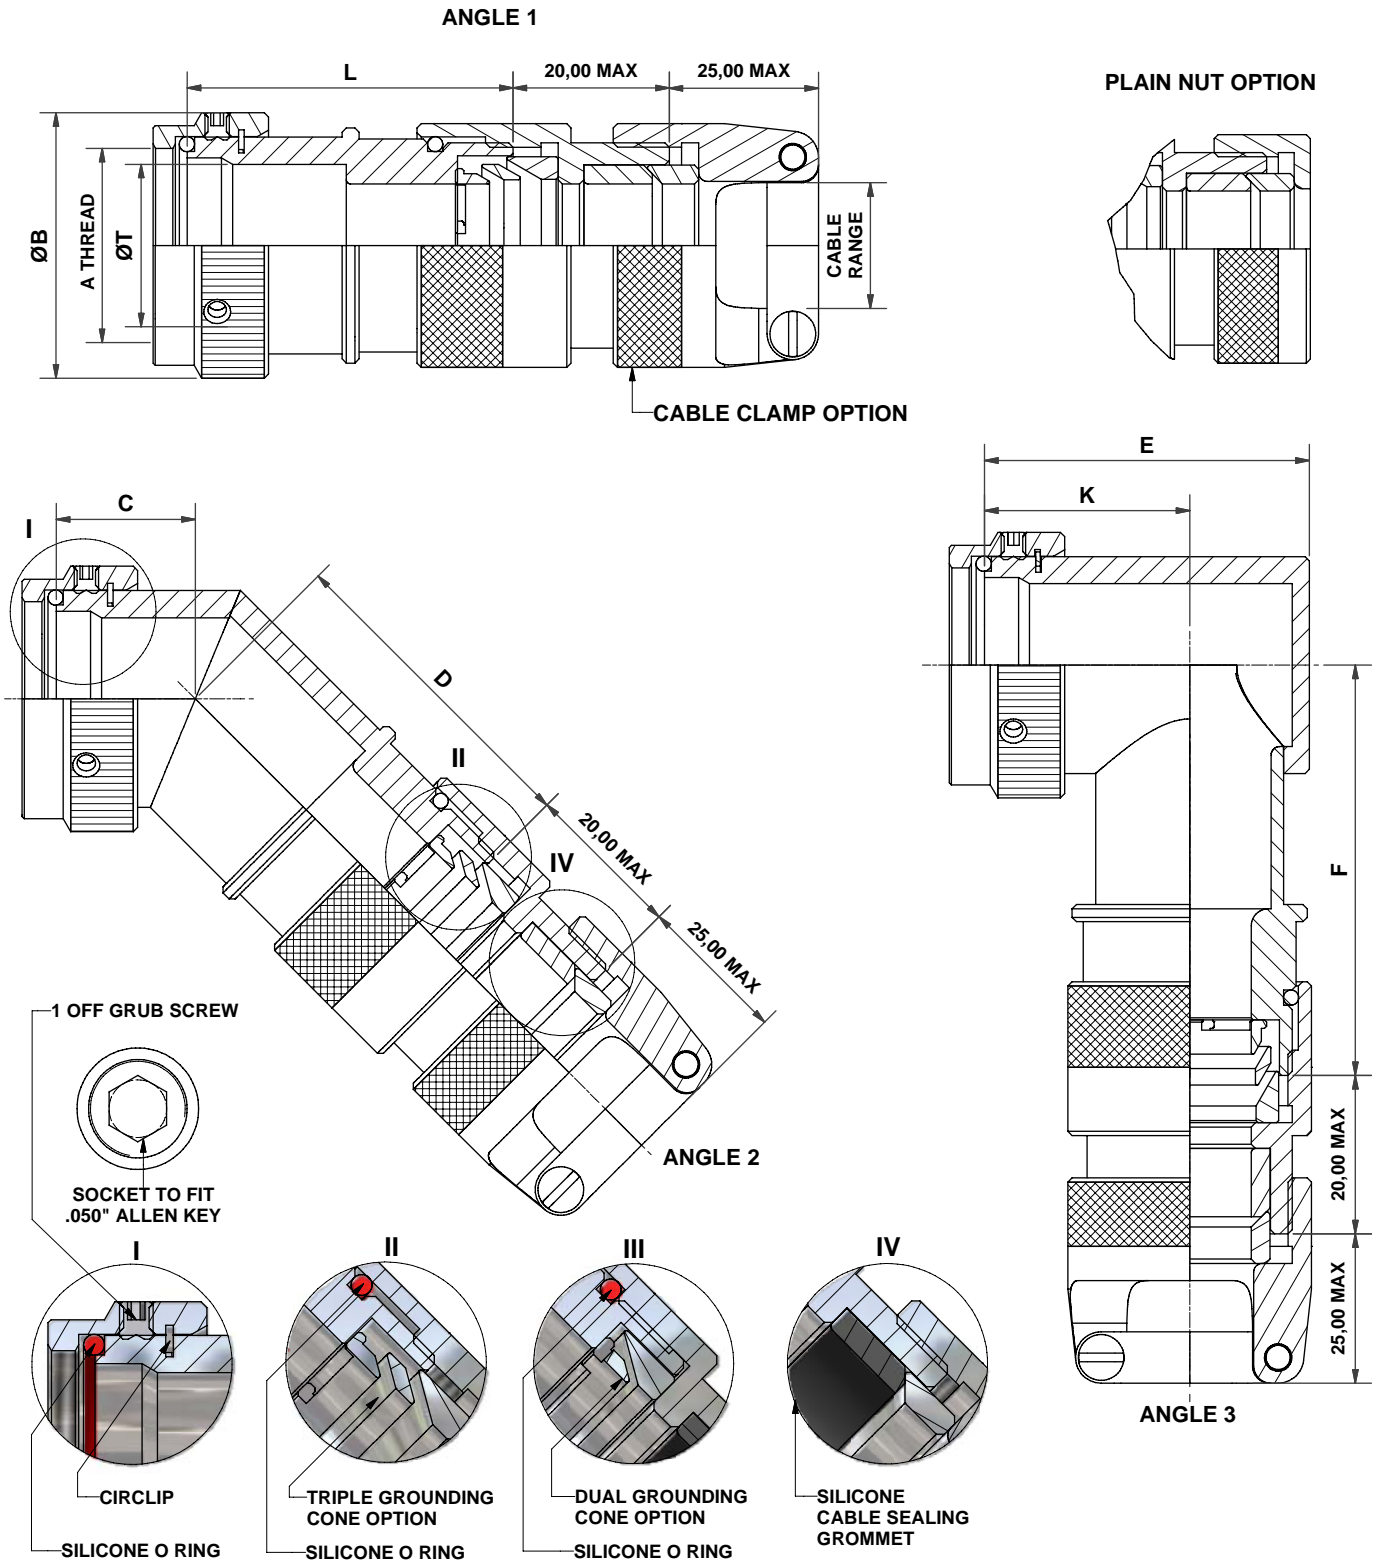 ANGLE 1
L
20,00 MAX
25,00 MAX
PLAIN NUT OPTION
ØB
A THREAD
ØT
CABLE
RANGE
CABLE CLAMP OPTION
E
K
C
I
D
II
20,00 MAX
IV
25,00 MAX
F
1 OFF GRUB SCREW
ANGLE 2
SOCKET TO FIT
.050" ALLEN KEY
20,00 MAX
25,00 MAX
I
II
III
IV
ANGLE 3
CIRCLIP
SILICONE O RING
TRIPLE GROUNDING
CONE OPTION
SILICONE O RING
DUAL GROUNDING
CONE OPTION
SILICONE O RING
SILICONE
CABLE SEALING
GROMMET